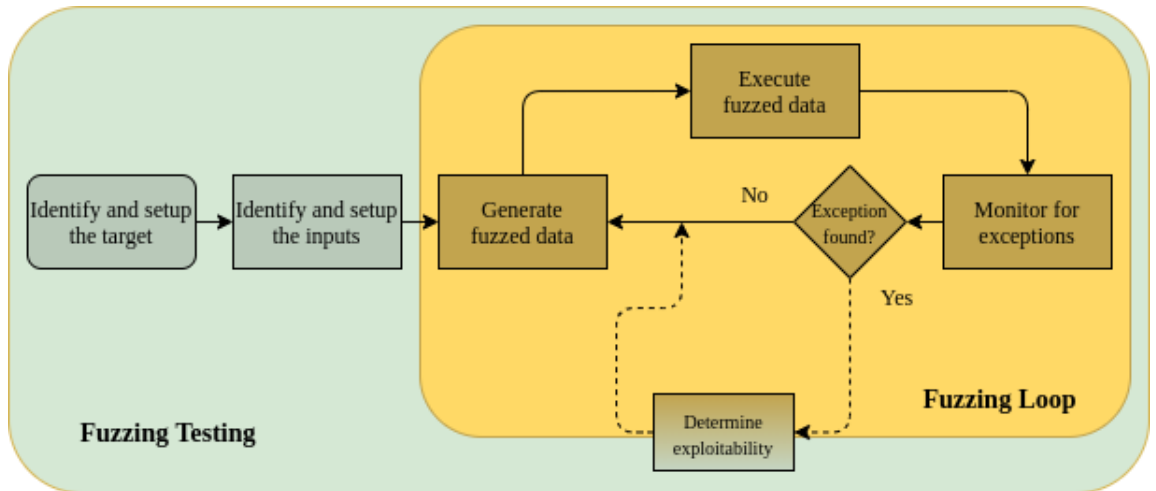 Identify and setup
the target
Identify and setup
the inputs
Generate
fuzzed data
Execute
fuzzed data
Monitor for
exceptions
Exception
found?
No
Yes
Determine
exploitability
Fuzzing Loop
Fuzzing Testing